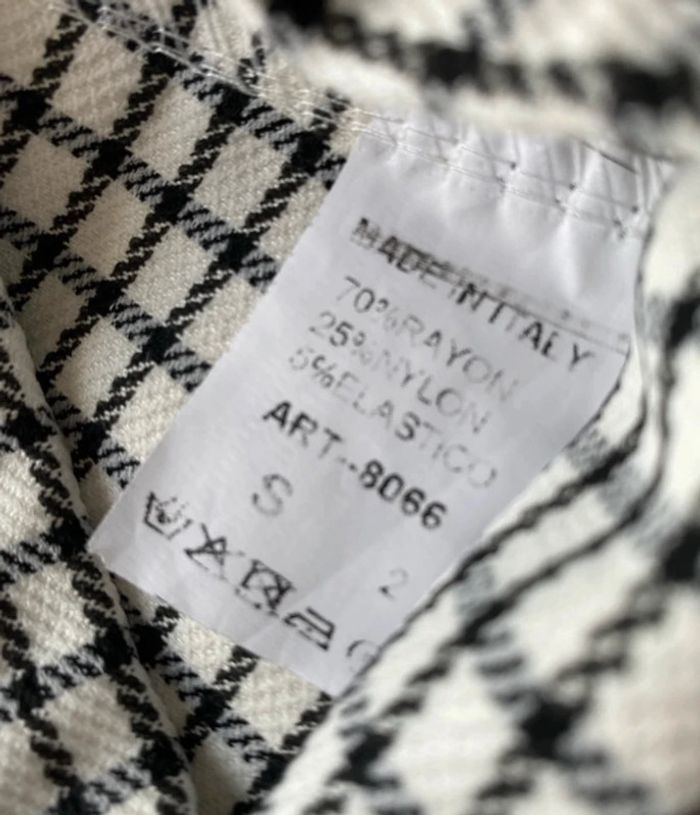 MADE IN ITALY
70%RAYON
25%NYLON
5%ELASTICO
ART--8066
S
2